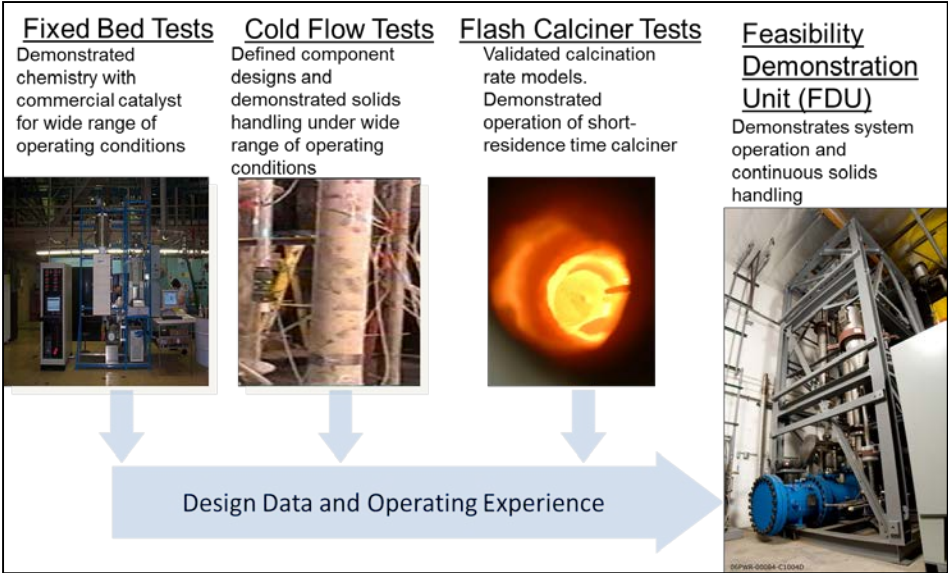 Fixed Bed Tests
Demonstrated
chemistry with
commercial catalyst
for wide range of
operating conditions
Cold Flow Tests
Defined component
designs and
demonstrated solids
handling under wide
range of operating
conditions
Flash Calciner Tests
Validated calcination
rate models.
Demonstrated
operation of short-
residence time calciner
Feasibility
Demonstration
Unit (FDU)
Demonstrates system
operation and
continuous solids
handling
Design Data and Operating Experience
06PWR-00084-C1004D